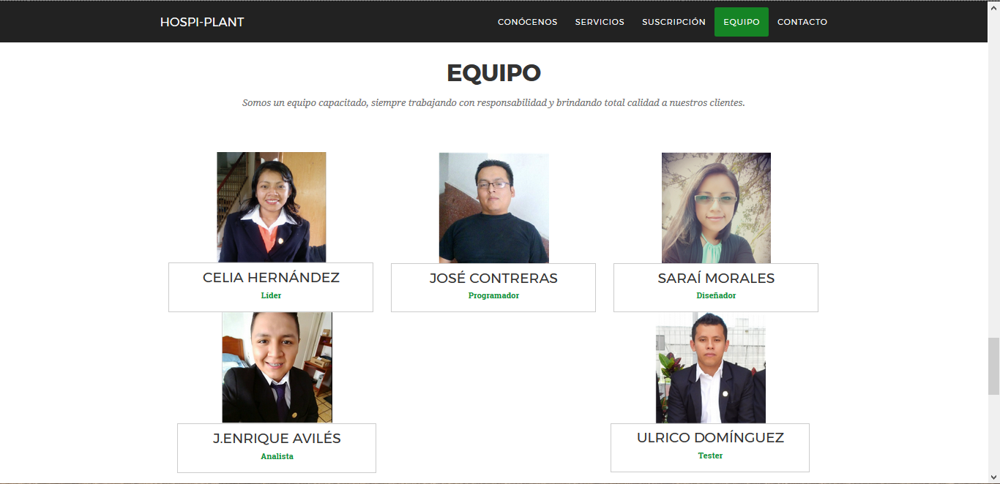 HOSPI-PLANT
CONÓCENOS SERVICIOS SUSCRIPCIÓN EQUIPO CONTACTO
EQUIPO
Somos un equipo capacitado, siempre trabajando con responsabilidad y brindando total calidad a nuestros clientes.
CELIA HERNÁNDEZ
Líder
JOSÉ CONTRERAS
Programador
SARAÍ MORALES
Diseñador
J.ENRIQUE AVILÉS
Analista
ULRICO DOMÍNGUEZ
Tester